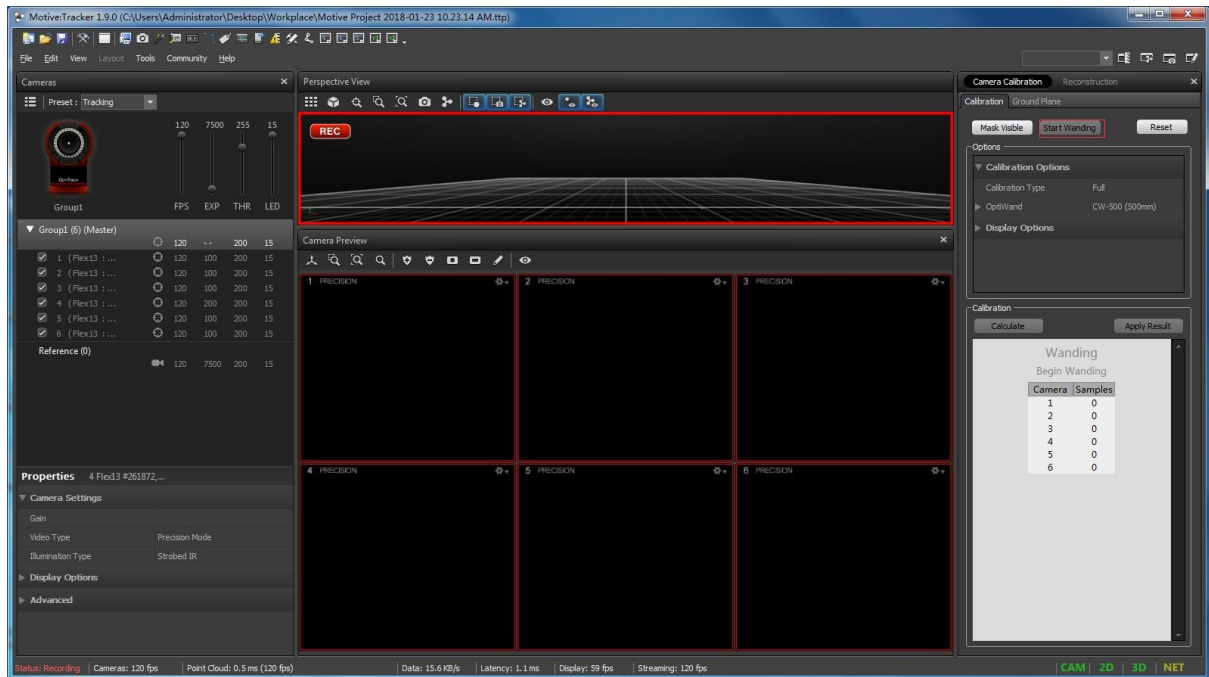 Motive:Tracker 1.9.0 (C:\Users\Administrator\Desktop\Workplace\Motive Project 2018-01-23 10.23.14 AM.ttp)
File Edit View Layout Tools Community Help
Cameras
Preset : Tracking
120 7500 255 15
OptiTrack
Group1 FPS EXP THR LED
Group1 (6) (Master)
120 -- 200 15
1 (Flex13 : ... 120 100 200 15
2 (Flex13 : ... 120 100 200 15
3 (Flex13 : ... 120 100 200 15
4 (Flex13 : ... 120 200 200 15
5 (Flex13 : ... 120 100 200 15
6 (Flex13 : ... 120 100 200 15
Reference (0)
120 7500 200 15
Properties 4 Flex13 #261872,...
Camera Settings
Gain
Video Type Precision Mode
Illumination Type Strobed IR
Display Options
Advanced
Perspective View
REC
Camera Preview
1 PRECISION 2 PRECISION 3 PRECISION
4 PRECISION 5 PRECISION 6 PRECISION
Camera Calibration Reconstruction
Calibration Ground Plane
Mask Visible Start Wanding Reset
Options
Calibration Options
Calibration Type Full
OptiWand CW-500 (500mm)
Display Options
Calibration
Calculate Apply Result
Wanding
Begin Wanding
Camera Samples
1 0
2 0
3 0
4 0
5 0
6 0
Status: Recording Cameras: 120 fps Point Cloud: 0.5 ms (120 fps) Data: 15.6 KB/s Latency: 1.1 ms Display: 59 fps Streaming: 120 fps CAM 2D 3D NET